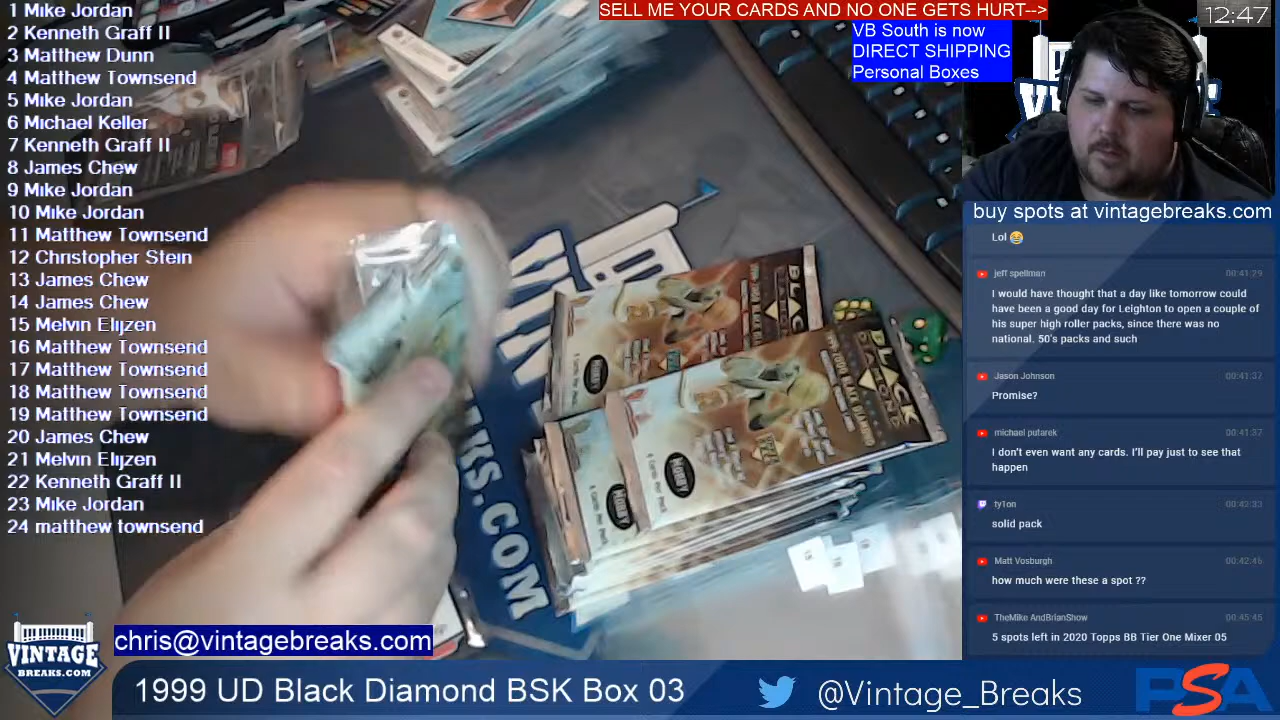 1 Mike Jordan
2 Kenneth Graff II
3 Matthew Dunn
4 Matthew Townsend
5 Mike Jordan
6 Michael Keller
7 Kenneth Graff II
8 James Chew
9 Mike Jordan
10 Mike Jordan
11 Matthew Townsend
12 Christopher Stein
13 James Chew
14 James Chew
15 Melvin Elijzen
16 Matthew Townsend
17 Matthew Townsend
18 Matthew Townsend
19 Matthew Townsend
20 James Chew
21 Melvin Elijzen
22 Kenneth Graff II
23 Mike Jordan
24 matthew townsend
SELL ME YOUR CARDS AND NO ONE GETS HURT-->
VB South is now
DIRECT SHIPPING
Personal Boxes
12:47
buy spots at vintagebreaks.com
Lol 😂
jeff spellman 00:41:29
I would have thought that a day like tomorrow could
have been a good day for Leighton to open a couple of
his super high roller packs, since there was no
national. 50's packs and such
Jason Johnson 00:41:37
Promise?
michael putarek 00:41:37
I don't even want any cards. I'll pay just to see that
happen
ty1on 00:42:33
solid pack
Matt Vosburgh 00:42:46
how much were these a spot ??
TheMike AndBrianShow 00:45:45
5 spots left in 2020 Topps BB Tier One Mixer 05
BLACK
HOBBY
BLACK
DIAMOND
HOBBY
HOBBY
KS.COM
VINTAGE
BREAKS.COM
chris@vintagebreaks.com
1999 UD Black Diamond BSK Box 03
@Vintage_Breaks
PSA